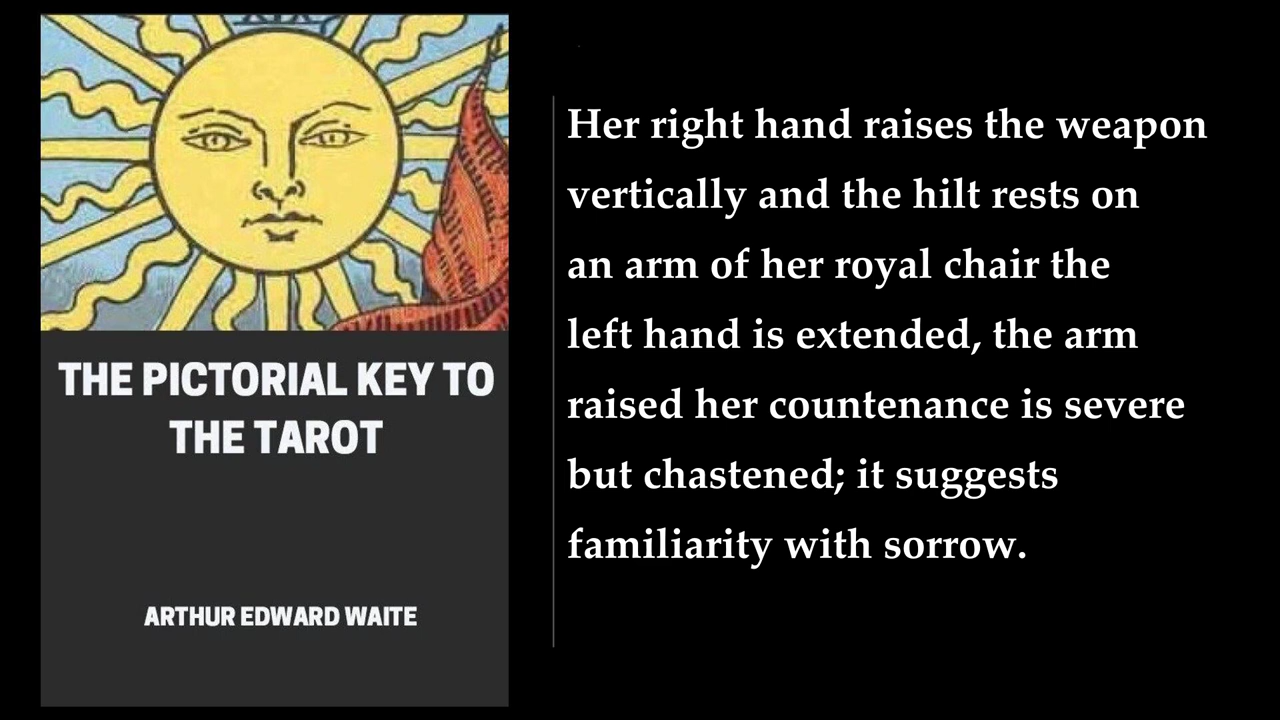 XIX
THE PICTORIAL KEY TO
THE TAROT
ARTHUR EDWARD WAITE
Her right hand raises the weapon
vertically and the hilt rests on
an arm of her royal chair the
left hand is extended, the arm
raised her countenance is severe
but chastened; it suggests
familiarity with sorrow.